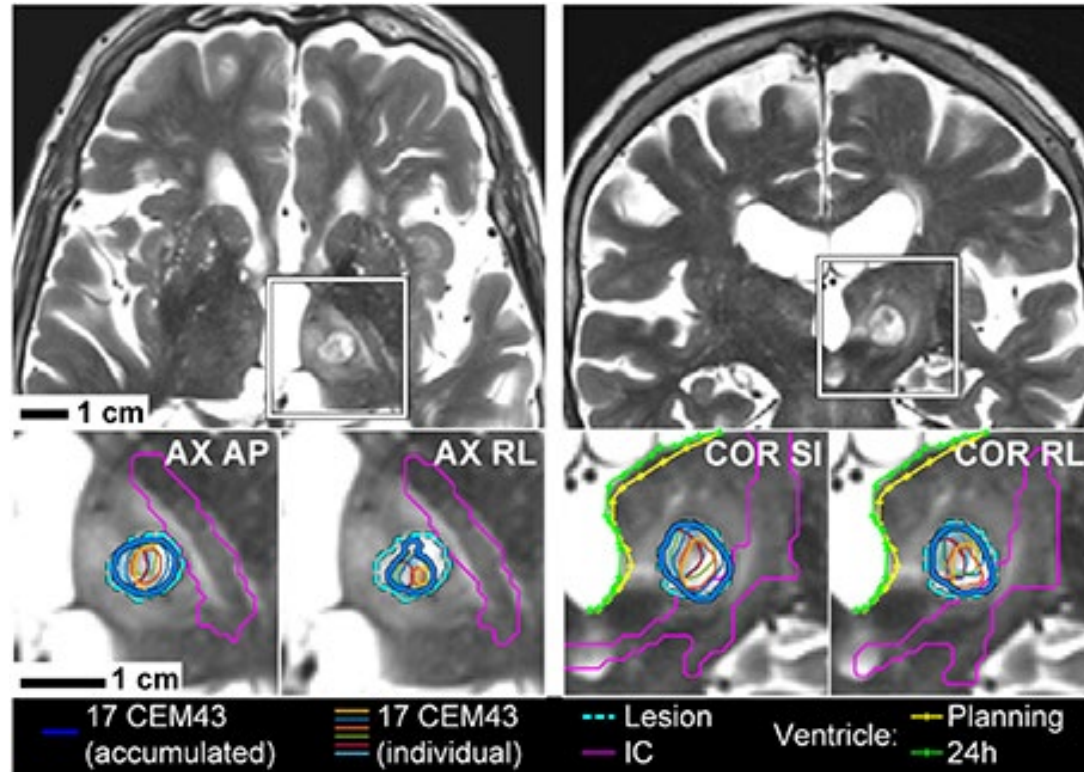 1 cm
AX AP
AX RL
COR SI
COR RL
1 cm
17 CEM43
(accumulated)
17 CEM43
(individual)
Lesion
IC
Ventricle:
Planning
24h